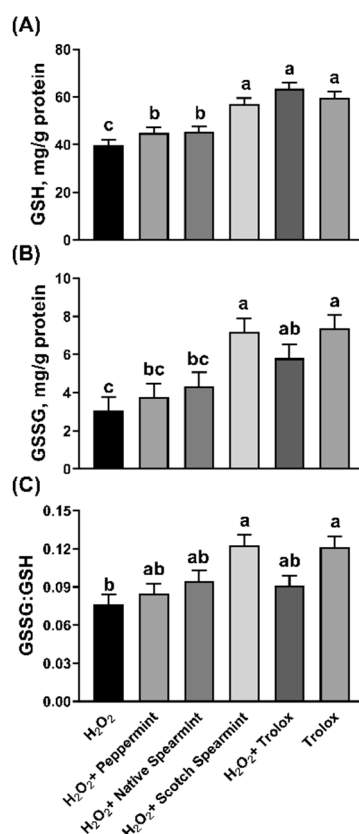 (A)
GSH, mg/g protein
80
60
40
20
0
c
b
b
a
a
a
(B)
GSSG, mg/g protein
8
6
4
2
0
c
bc
bc
a
ab
a
(C)
GSSG:GSH
0.15
0.12
0.09
0.06
0.03
0.00
b
ab
ab
a
ab
a
H₂O₂
H₂O₂+ Peppermint
H₂O₂+ Native Spearmint
H₂O₂+ Scotch Spearmint
H₂O₂+ Trolox
Trolox